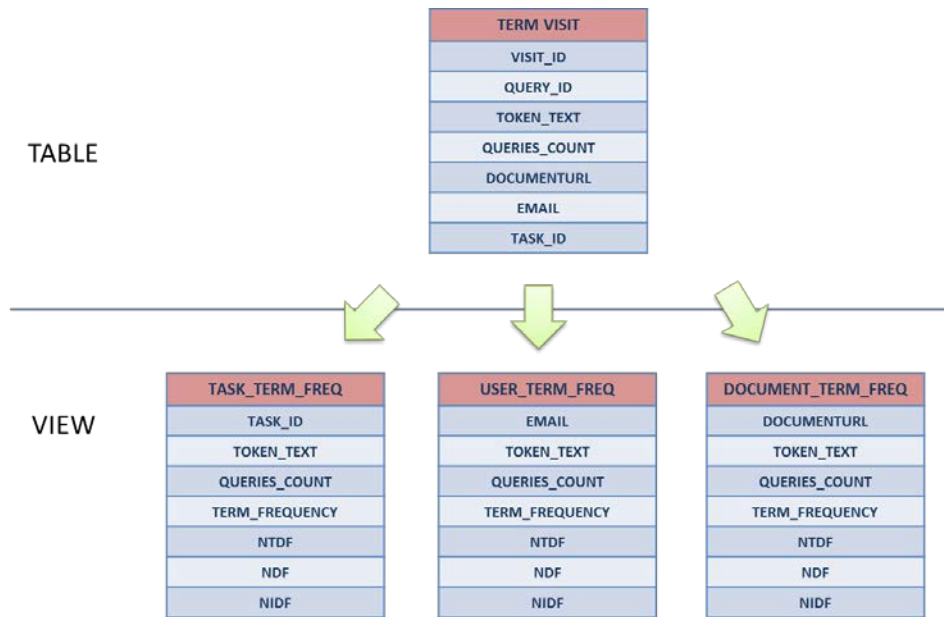 TERM VISIT
VISIT_ID
QUERY_ID
TOKEN_TEXT
QUERIES_COUNT
DOCUMENTURL
EMAIL
TASK_ID
TABLE
VIEW
TASK_TERM_FREQ
TASK_ID
TOKEN_TEXT
QUERIES_COUNT
TERM_FREQUENCY
NTDF
NDF
NIDF
USER_TERM_FREQ
EMAIL
TOKEN_TEXT
QUERIES_COUNT
TERM_FREQUENCY
NTDF
NDF
NIDF
DOCUMENT_TERM_FREQ
DOCUMENTURL
TOKEN_TEXT
QUERIES_COUNT
TERM_FREQUENCY
NTDF
NDF
NIDF